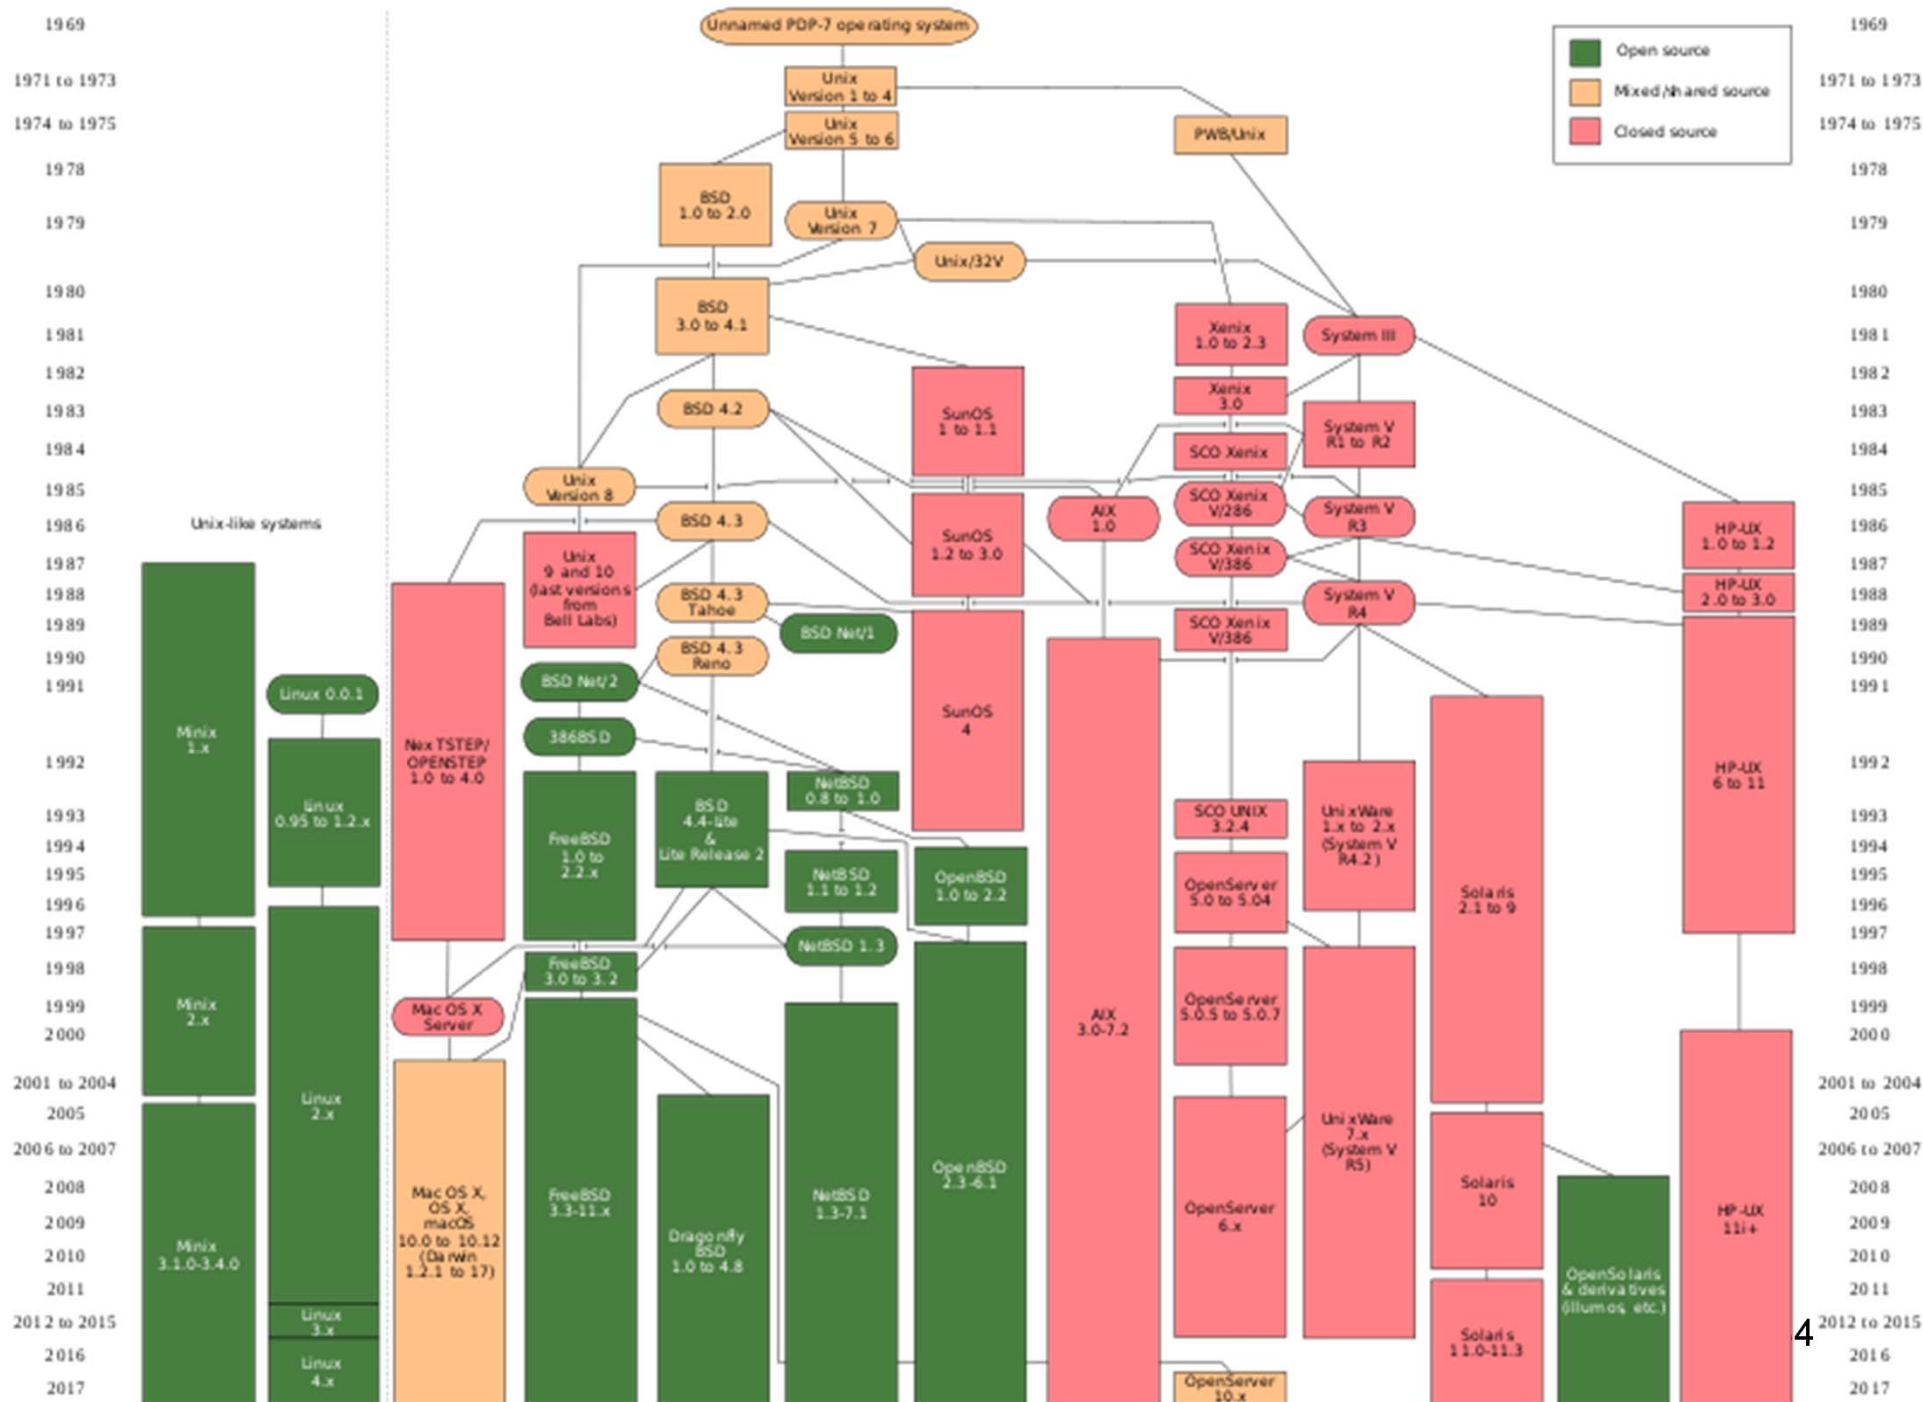 1969
1971 to 1973
1974 to 1975
1978
1979
1980
1981
1982
1983
1984
1985
1986
1987
1988
1989
1990
1991
1992
1993
1994
1995
1996
1997
1998
1999
2000
2001 to 2004
2005
2006 to 2007
2008
2009
2010
2011
2012 to 2015
2016
2017
Unix-like systems
Minix
1.x
Minix
2.x
Minix
3.1.0-3.4.0
Linux 0.0.1
Linux
0.95 to 1.2.x
Linux
2.x
Linux
3.x
Linux
4.x
Unnamed PDP-7 operating system
Unix
Version 1 to 4
Unix
Version 5 to 6
PWB/Unix
BSD
1.0 to 2.0
Unix
Version 7
Unix/32V
BSD
3.0 to 4.1
Xenix
1.0 to 2.3
System III
Xenix
3.0
BSD 4.2
SunOS
1 to 1.1
System V
R1 to R2
SCO Xenix
Unix
Version 8
SCO Xenix
V/286
AIX
1.0
System V
R3
BSD 4.3
SunOS
1.2 to 3.0
HP-UX
1.0 to 1.2
SCO Xenix
V/386
Unix
9 and 10
(last versions
from
Bell Labs)
HP-UX
2.0 to 3.0
BSD 4.3
Tahoe
System V
R4
BSD Net/1
SCO Xenix
V/386
BSD 4.3
Reno
BSD Net/2
386BSD
SunOS
4
NexTSTEP/
OPENSTEP
1.0 to 4.0
HP-UX
6 to 11
NetBSD
0.8 to 1.0
BSD
4.4-lite
&
Lite Release 2
FreeBSD
1.0 to
2.2.x
SCO UNIX
3.2.4
UnixWare
1.x to 2.x
(System V
R4.2)
NetBSD
1.1 to 1.2
OpenBSD
1.0 to 2.2
OpenServer
5.0 to 5.04
Solaris
2.1 to 9
NetBSD 1.3
FreeBSD
3.0 to 3.2
Mac OS X
Server
OpenServer
5.0.5 to 5.0.7
AIX
3.0-7.2
UnixWare
7.x
(System V
R5)
Mac OS X,
OS X,
macOS
10.0 to 10.12
(Darwin
1.2.1 to 17)
FreeBSD
3.3-11.x
Dragonfly
BSD
1.0 to 4.8
NetBSD
1.3-7.1
OpenBSD
2.3-6.1
OpenServer
6.x
Solaris
10
HP-UX
11i+
OpenSolaris
& derivatives
(illumos, etc.)
Solaris
11.0-11.3
OpenServer
10.x
Open source
Mixed/shared source
Closed source
1969
1971 to 1973
1974 to 1975
1978
1979
1980
1981
1982
1983
1984
1985
1986
1987
1988
1989
1990
1991
1992
1993
1994
1995
1996
1997
1998
1999
2000
2001 to 2004
2005
2006 to 2007
2008
2009
2010
2011
2012 to 2015
2016
2017